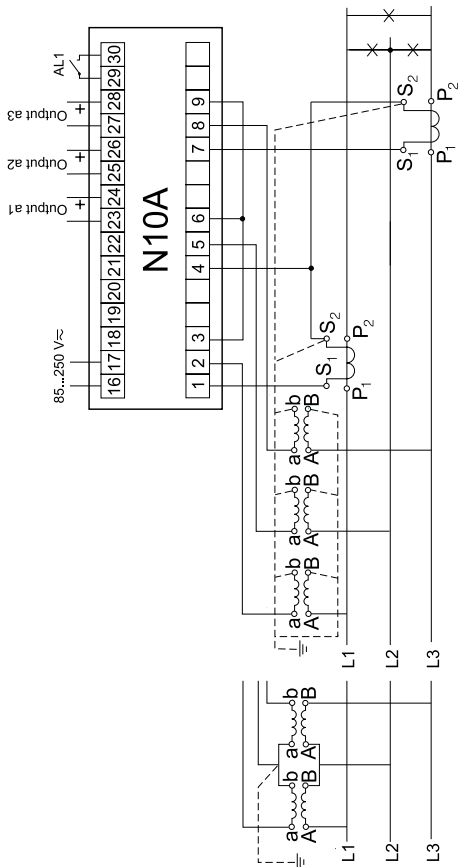 85...250 V≂ Output a1 Output a2 Output a3 AL1
+ + +
16 17 18 19 20 21 22 23 24 25 26 27 28 29 30
N10A
1 2 3 4 5 6 7 8 9
a b a b a b a b a b
A B A B A B A B A B
S1 S2
P1 P2
S1 S2
P1 P2
L1 L1
L2 L2
L3 L3